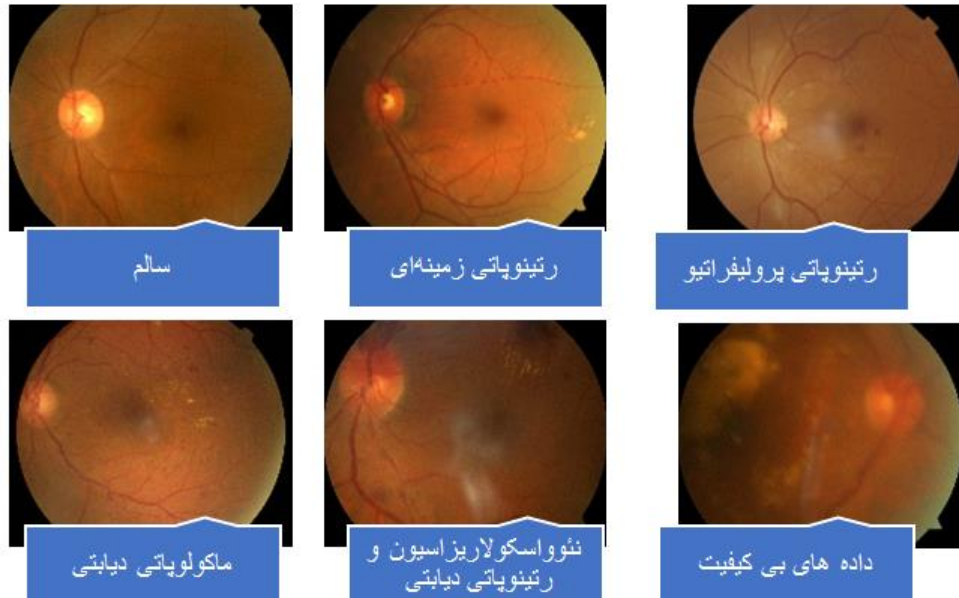 سالم
رتینوپاتی زمینه‌ای
رتینوپاتی پرولیفراتیو
ماکولوپاتی دیابتی
نئوواسکولاریزاسیون و
رتینوپاتی دیابتی
داده های بی کیفیت